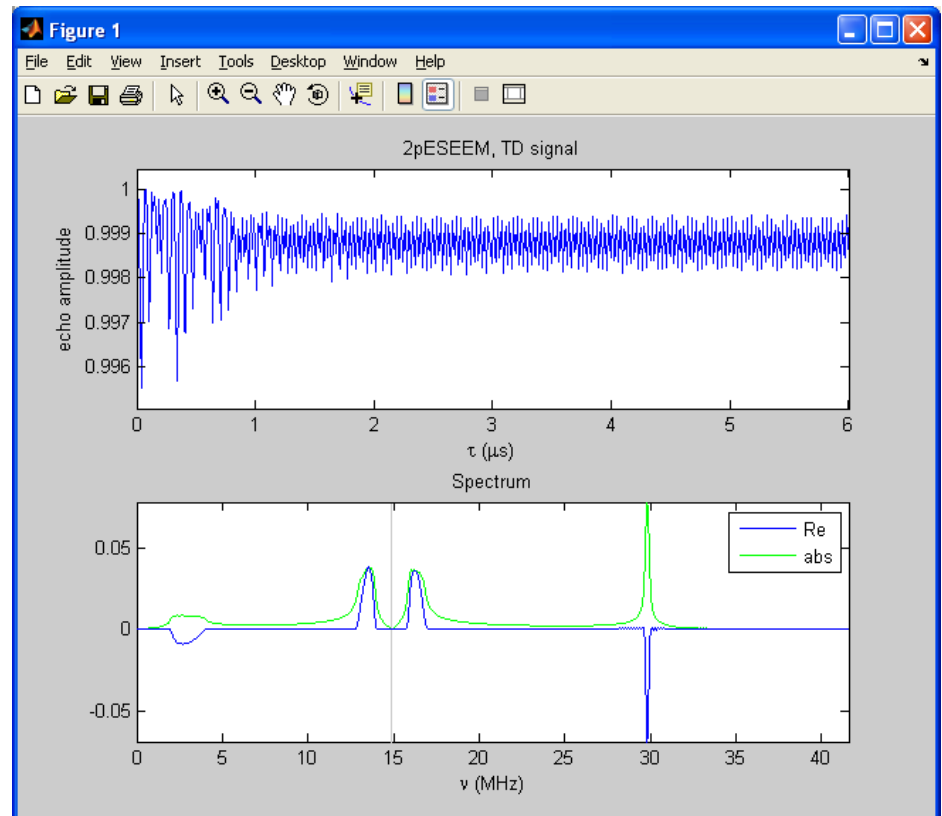 Figure 1
File Edit View Insert Tools Desktop Window Help
2pESEEM, TD signal
1
0.999
0.998
0.997
0.996
echo amplitude
0 1 2 3 4 5 6
τ (μs)
Spectrum
Re
abs
0.05
0
-0.05
0 5 10 15 20 25 30 35 40
ν (MHz)